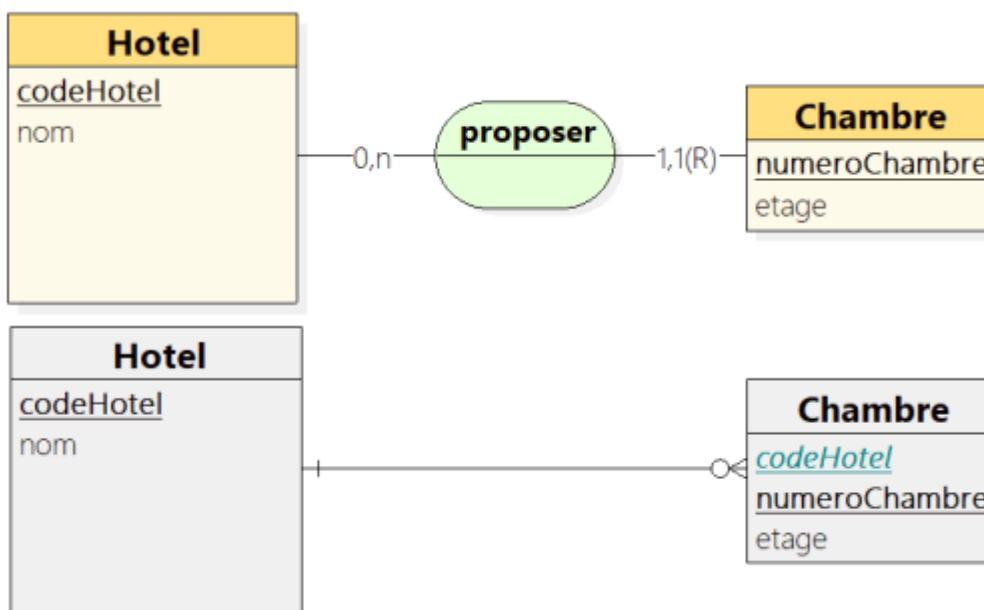 Hotel
codeHotel
nom
0,n
proposer
1,1(R)
Chambre
numeroChambre
etage
Hotel
codeHotel
nom
Chambre
codeHotel
numeroChambre
etage